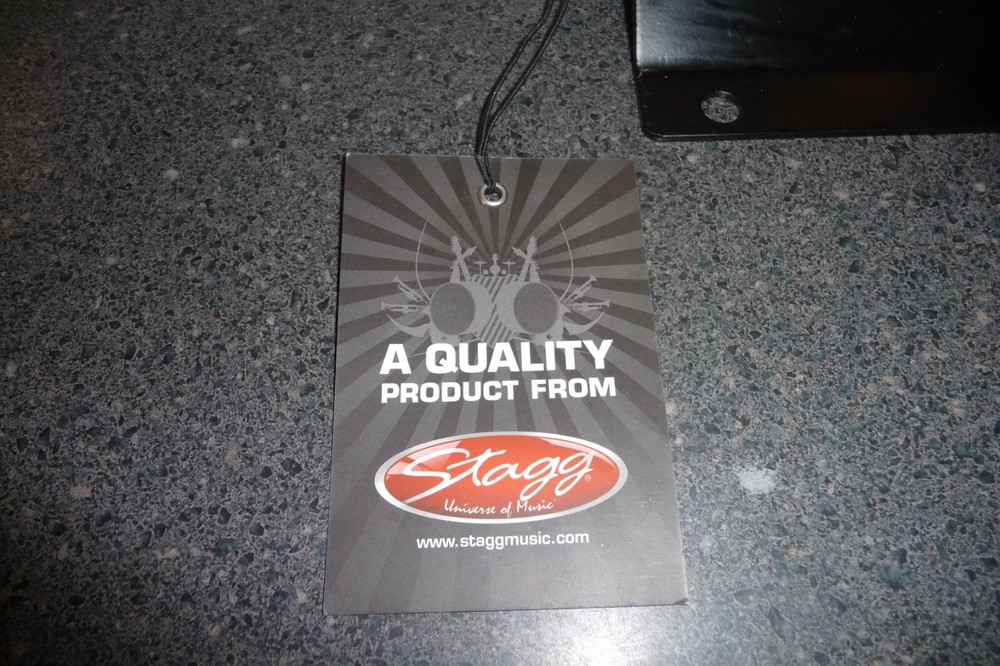 A QUALITY
PRODUCT FROM
Stagg®
Universe of Music
www.staggmusic.com